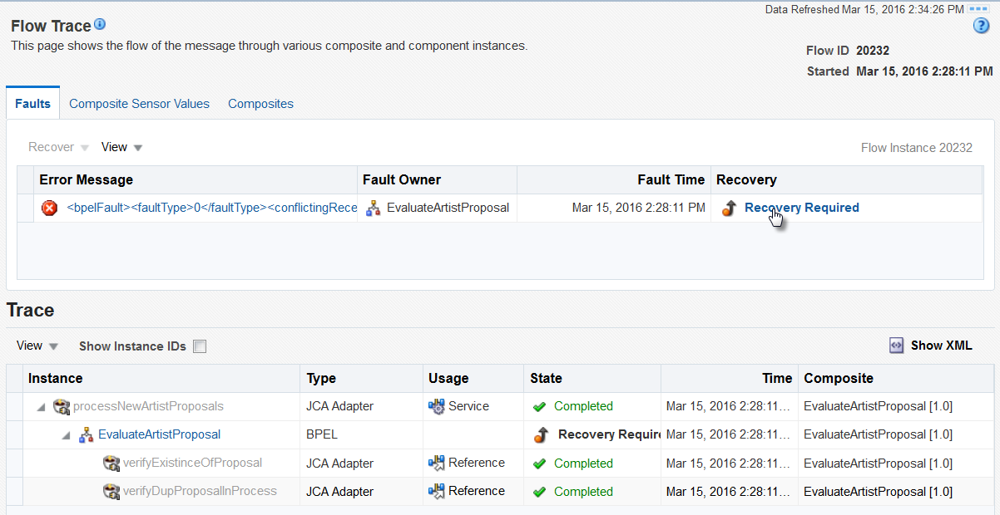 Data Refreshed Mar 15, 2016 2:34:26 PM
Flow Trace
This page shows the flow of the message through various composite and component instances.
Flow ID 20232
Started Mar 15, 2016 2:28:11 PM
Faults Composite Sensor Values Composites
Recover View Flow Instance 20232
Error Message Fault Owner Fault Time Recovery
<bpelFault><faultType>0</faultType><conflictingRece EvaluateArtistProposal Mar 15, 2016 2:28:11 PM Recovery Required
Trace
View Show Instance IDs Show XML
Instance Type Usage State Time Composite
processNewArtistProposals JCA Adapter Service Completed Mar 15, 2016 2:28:11... EvaluateArtistProposal [1.0]
EvaluateArtistProposal BPEL Recovery Require Mar 15, 2016 2:28:11... EvaluateArtistProposal [1.0]
verifyExistinceOfProposal JCA Adapter Reference Completed Mar 15, 2016 2:28:11... EvaluateArtistProposal [1.0]
verifyDupProposalInProcess JCA Adapter Reference Completed Mar 15, 2016 2:28:11... EvaluateArtistProposal [1.0]